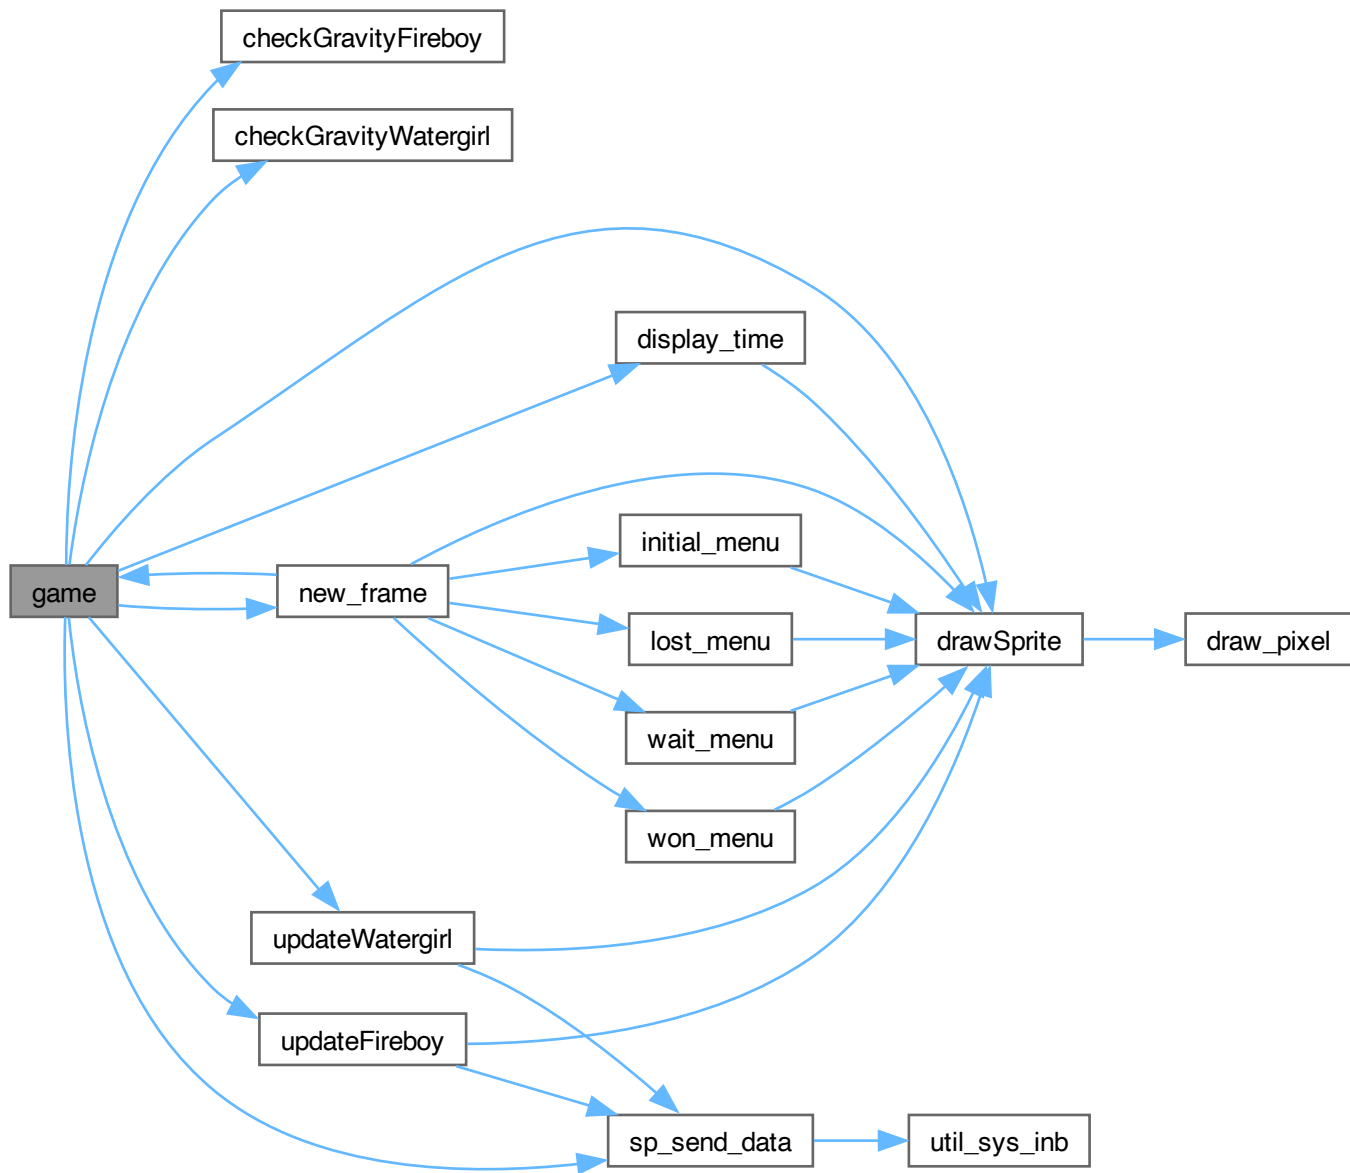 checkGravityFireboy
checkGravityWatergirl
display_time
initial_menu
game
new_frame
lost_menu
drawSprite
draw_pixel
wait_menu
won_menu
updateWatergirl
updateFireboy
sp_send_data
util_sys_inb